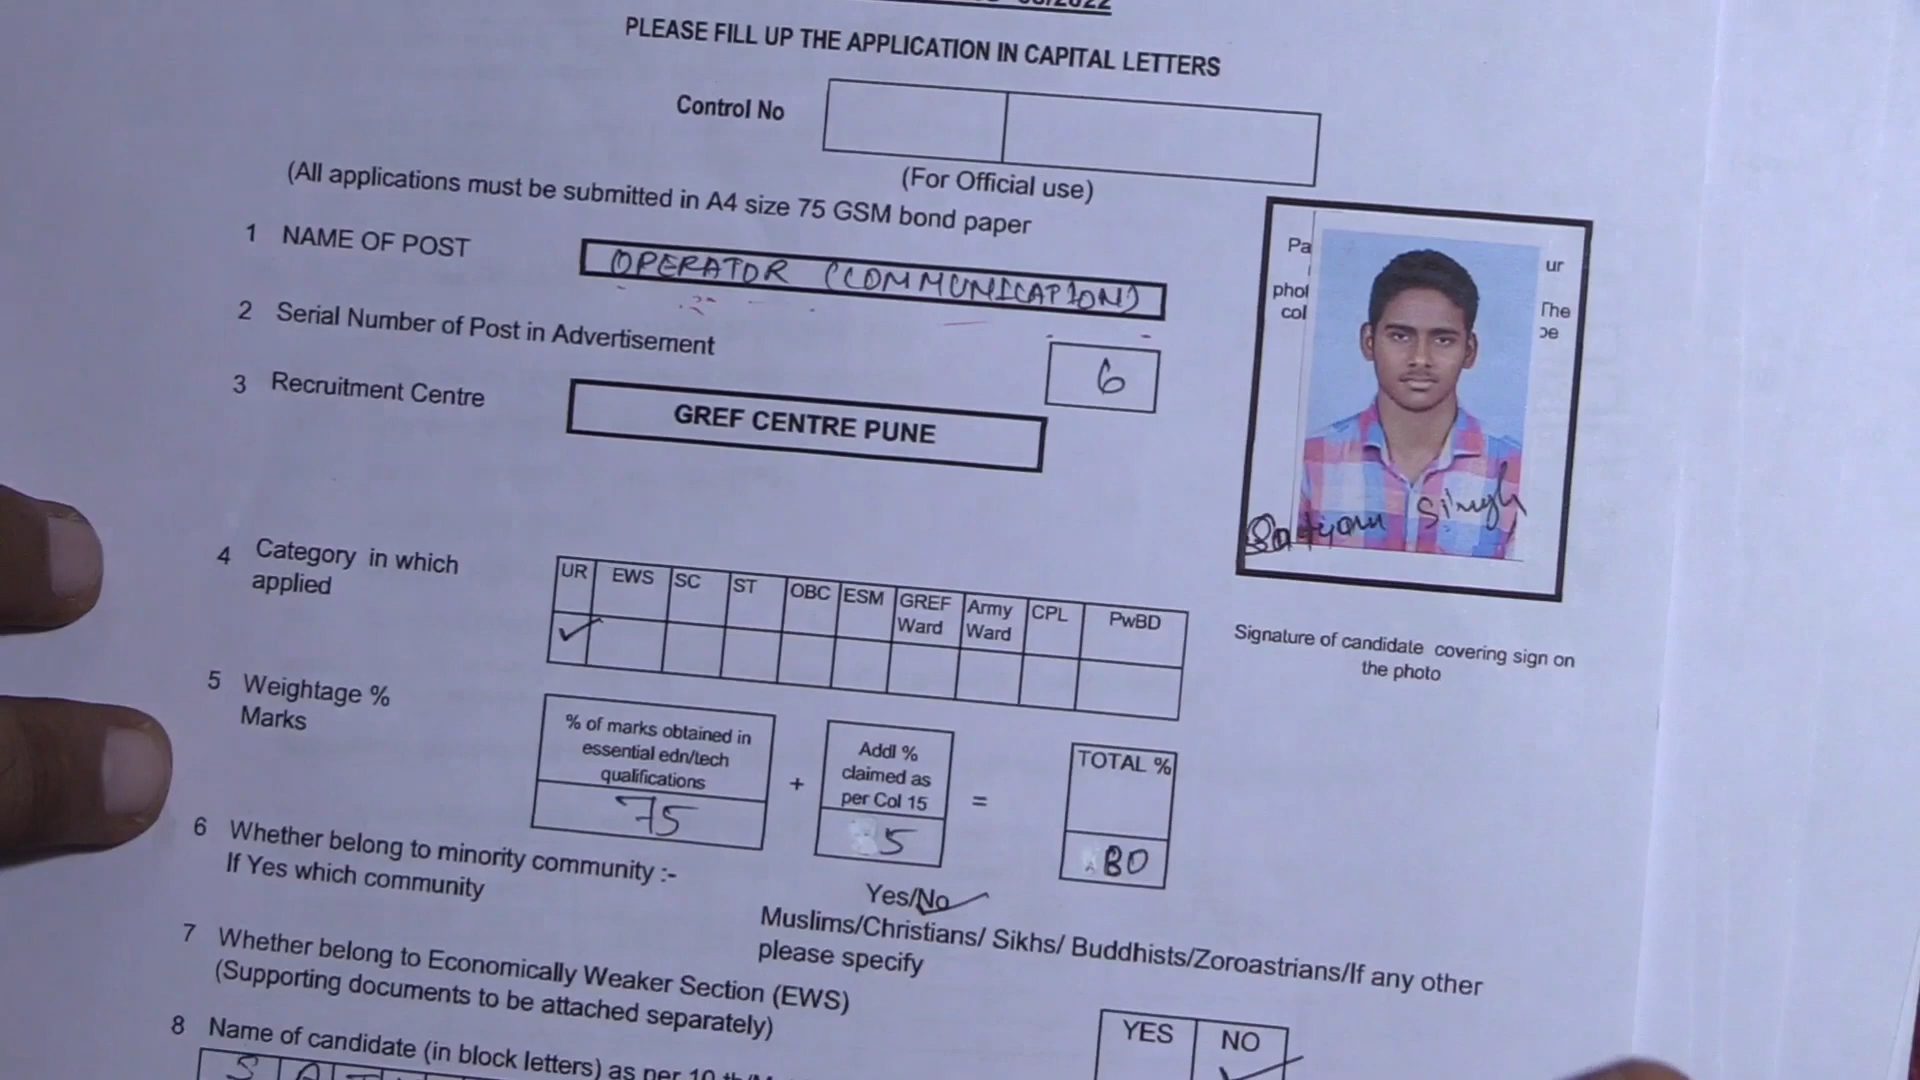 PLEASE FILL UP THE APPLICATION IN CAPITAL LETTERS
Control No
(For Official use)
(All applications must be submitted in A4 size 75 GSM bond paper
1 NAME OF POST
OPERATOR (COMMUNICATION)
2 Serial Number of Post in Advertisement
6
3 Recruitment Centre
GREF CENTRE PUNE
Pa ur
phot The
col be
Satyam Singh
Signature of candidate covering sign on
the photo
4 Category in which
applied
UR EWS SC ST OBC ESM GREF Ward Army Ward CPL PwBD
✓
5 Weightage %
Marks
% of marks obtained in
essential edn/tech
qualifications
75
+
Addl %
claimed as
per Col 15
5
=
TOTAL %
80
6 Whether belong to minority community :-
If Yes which community
Yes/No
Muslims/Christians/ Sikhs/ Buddhists/Zoroastrians/If any other
please specify
7 Whether belong to Economically Weaker Section (EWS)
(Supporting documents to be attached separately)
YES NO
8 Name of candidate (in block letters) as per 10
S A T